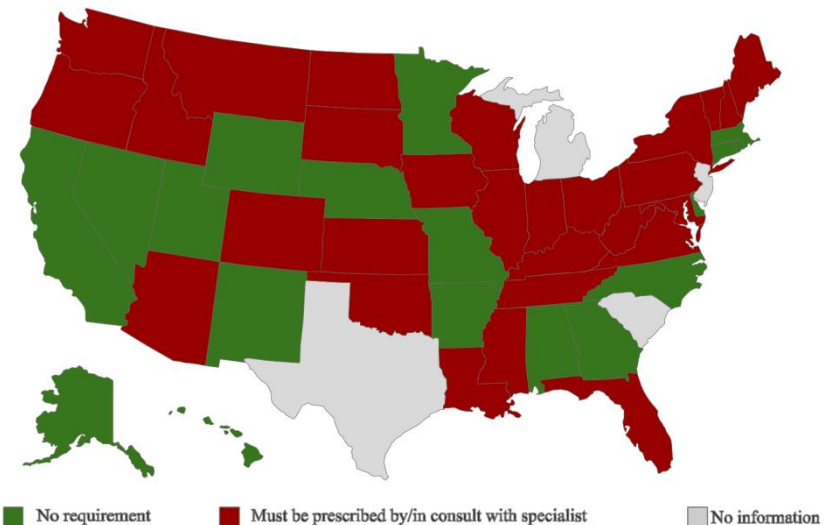 No requirement
Must be prescribed by/in consult with specialist
No information